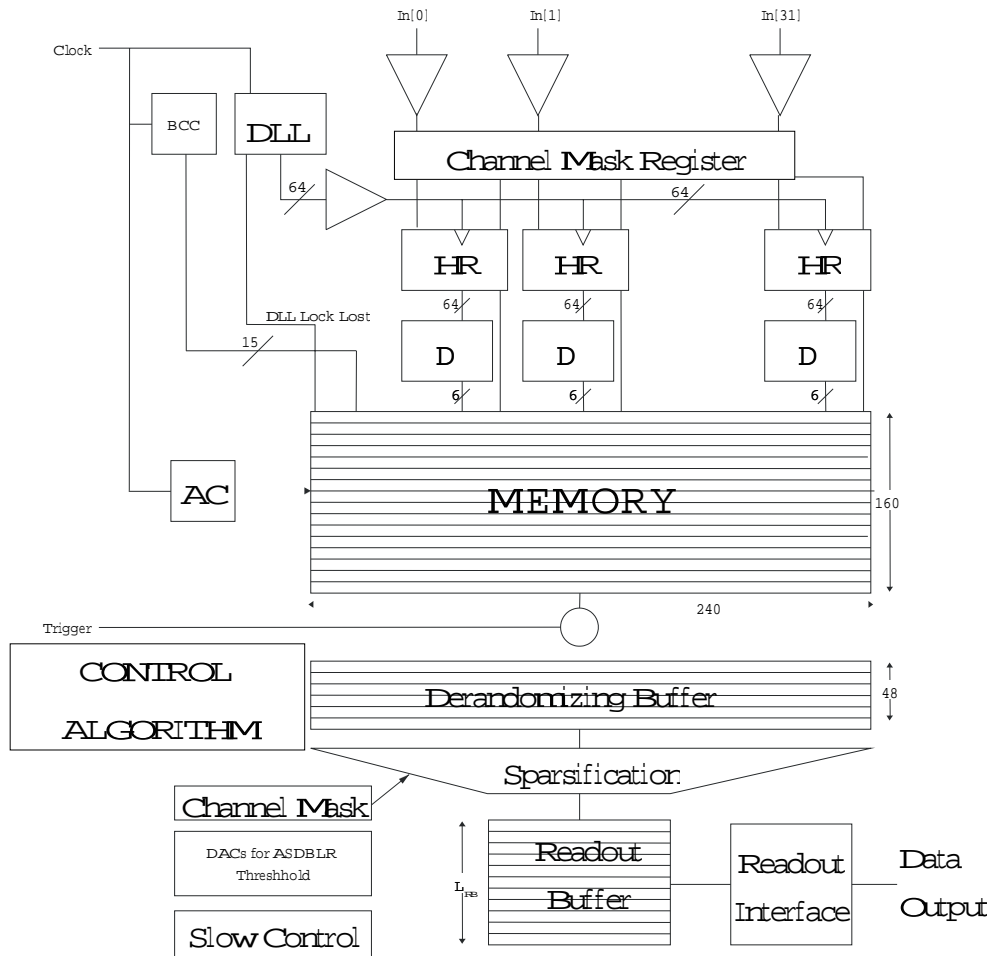 In[0] In[1] In[31]
Clock
BCC
DLL
Channel Mask Register
64
64
HR HR HR
64 64 64
DLL Lock Lost
15
D D D
6 6 6
AC
MEMORY
160
240
Trigger
CONTROL
ALGORITHM
Derandomizing Buffer
48
Sparsification
Channel Mask
DACs for ASDBLR
Threshhold
Slow Control
L RB
Readout
Buffer
Readout
Interface
Data
Output